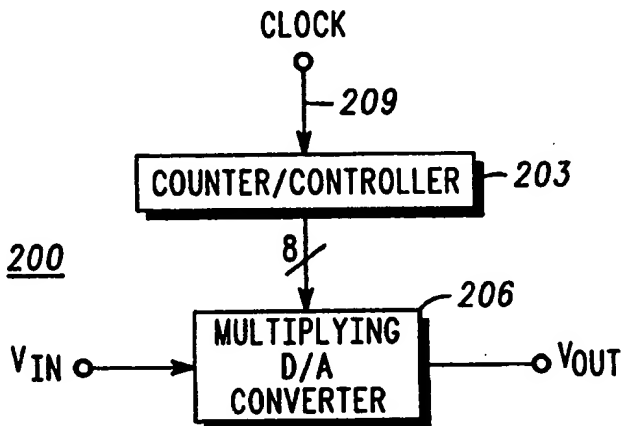 CLOCK
209
COUNTER/CONTROLLER
203
8
200
206
MULTIPLYING
D/A
CONVERTER
VIN
VOUT